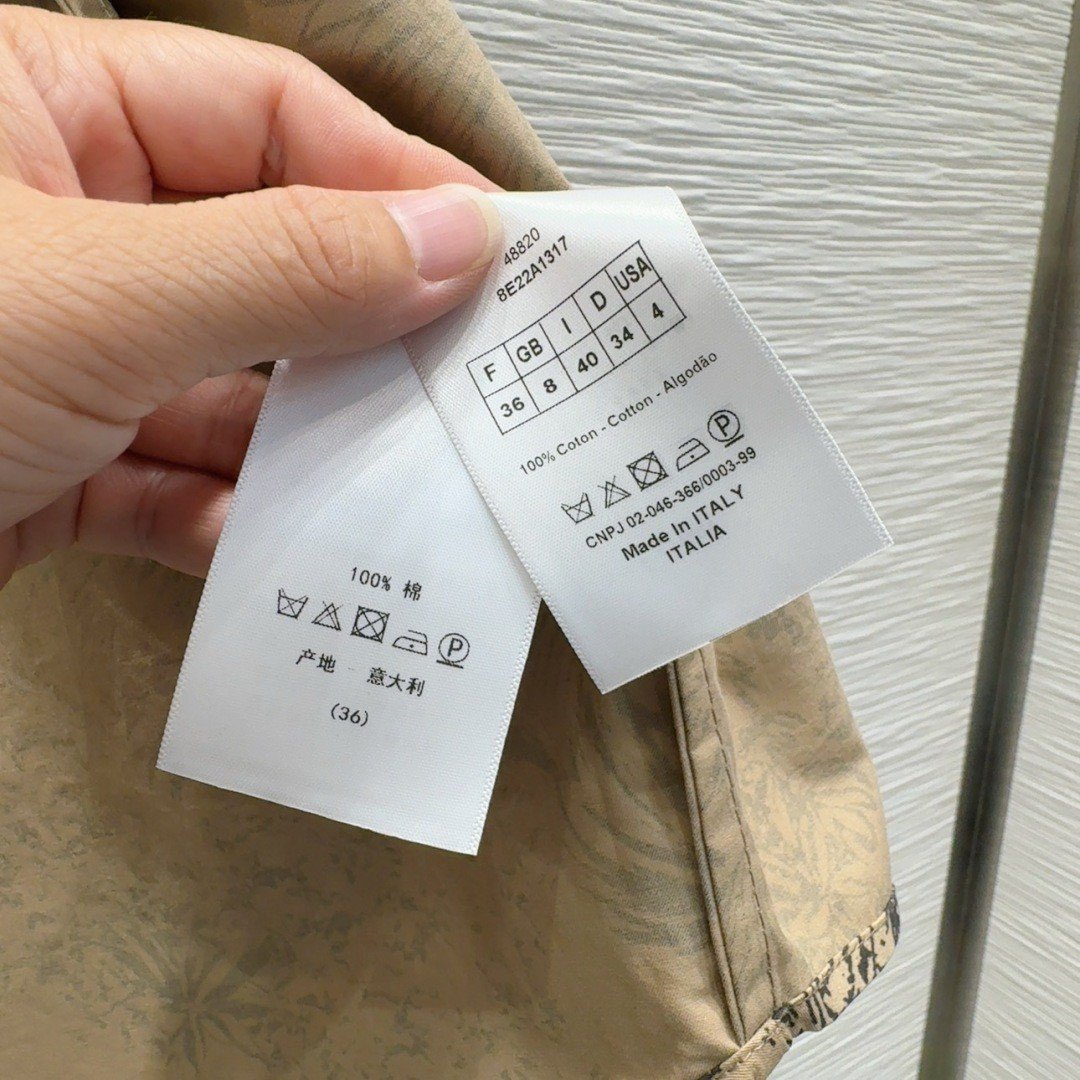 48820
8E22A1317
F GB I D USA
36 8 40 34 4
100% Coton - Cotton - Algodão
P
CNPJ 02-046-366/0003-99
Made In ITALY
ITALIA
100% 棉
P
产地 意大利
(36)